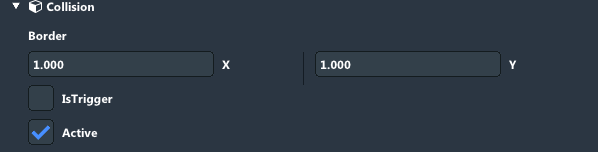 Collision
Border
1.000 X 1.000 Y
IsTrigger
Active